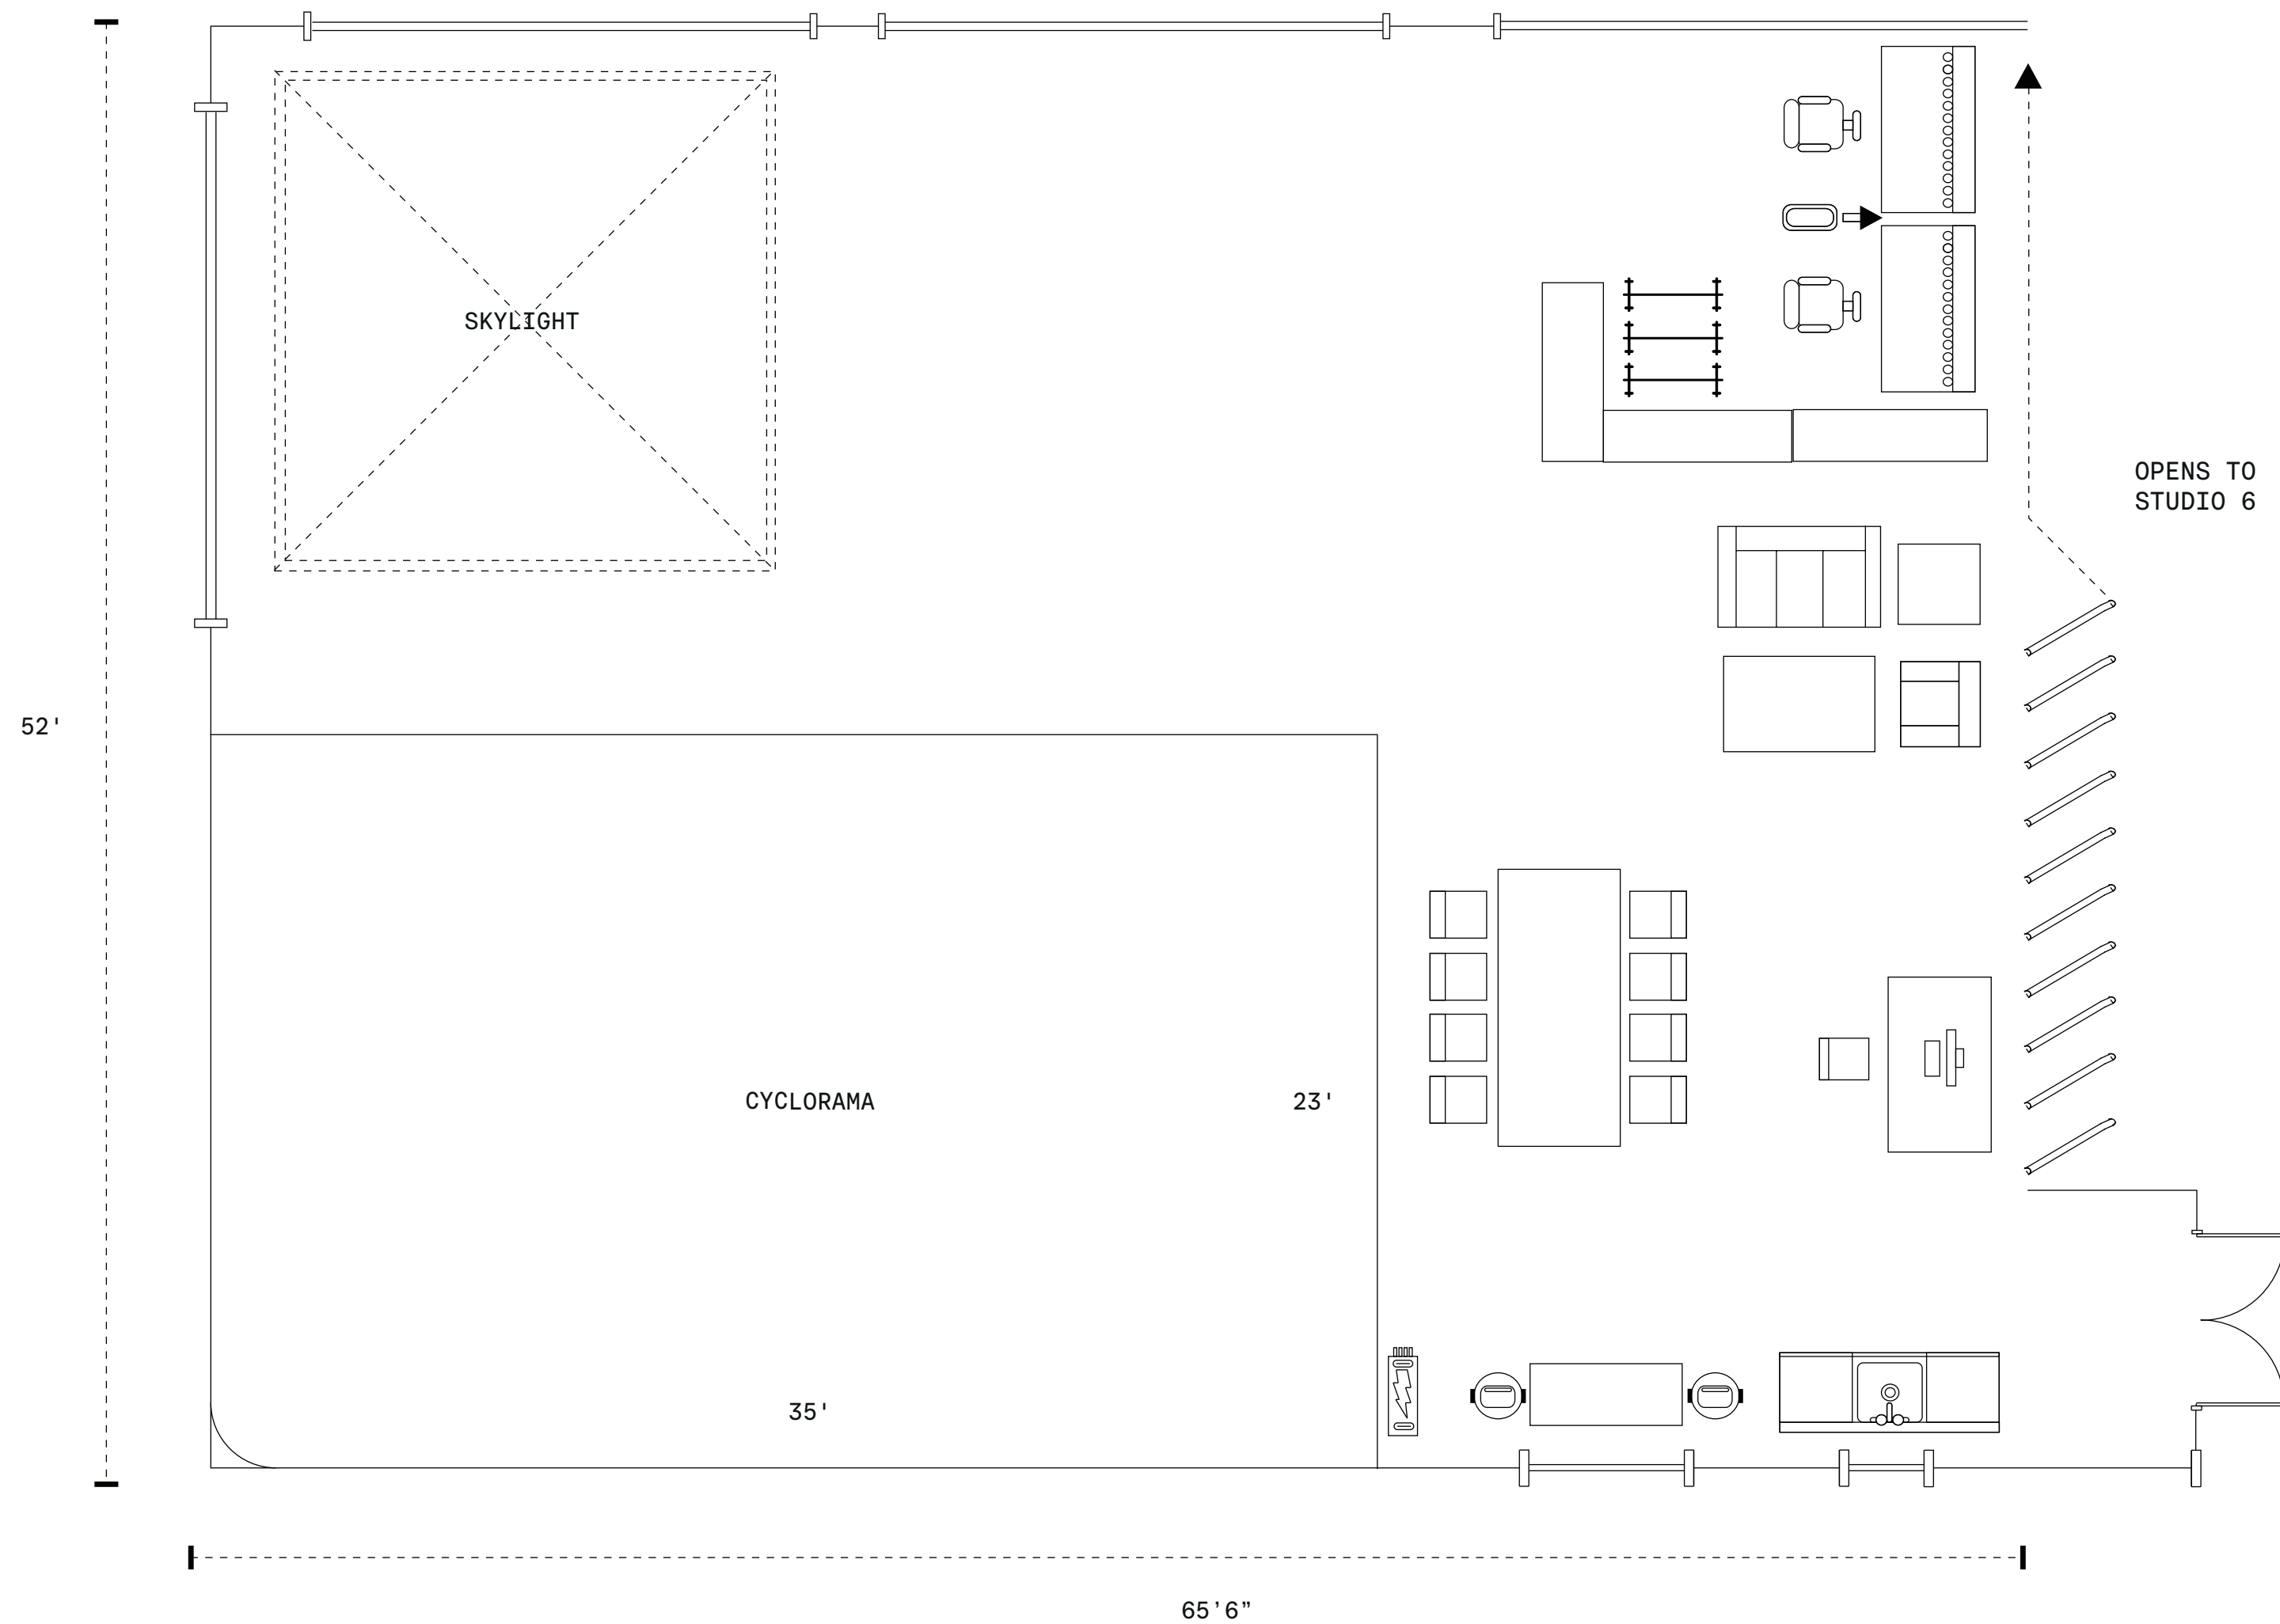 SKYLIGHT
OPENS TO
STUDIO 6
52'
CYCLORAMA
23'
35'
65’6”